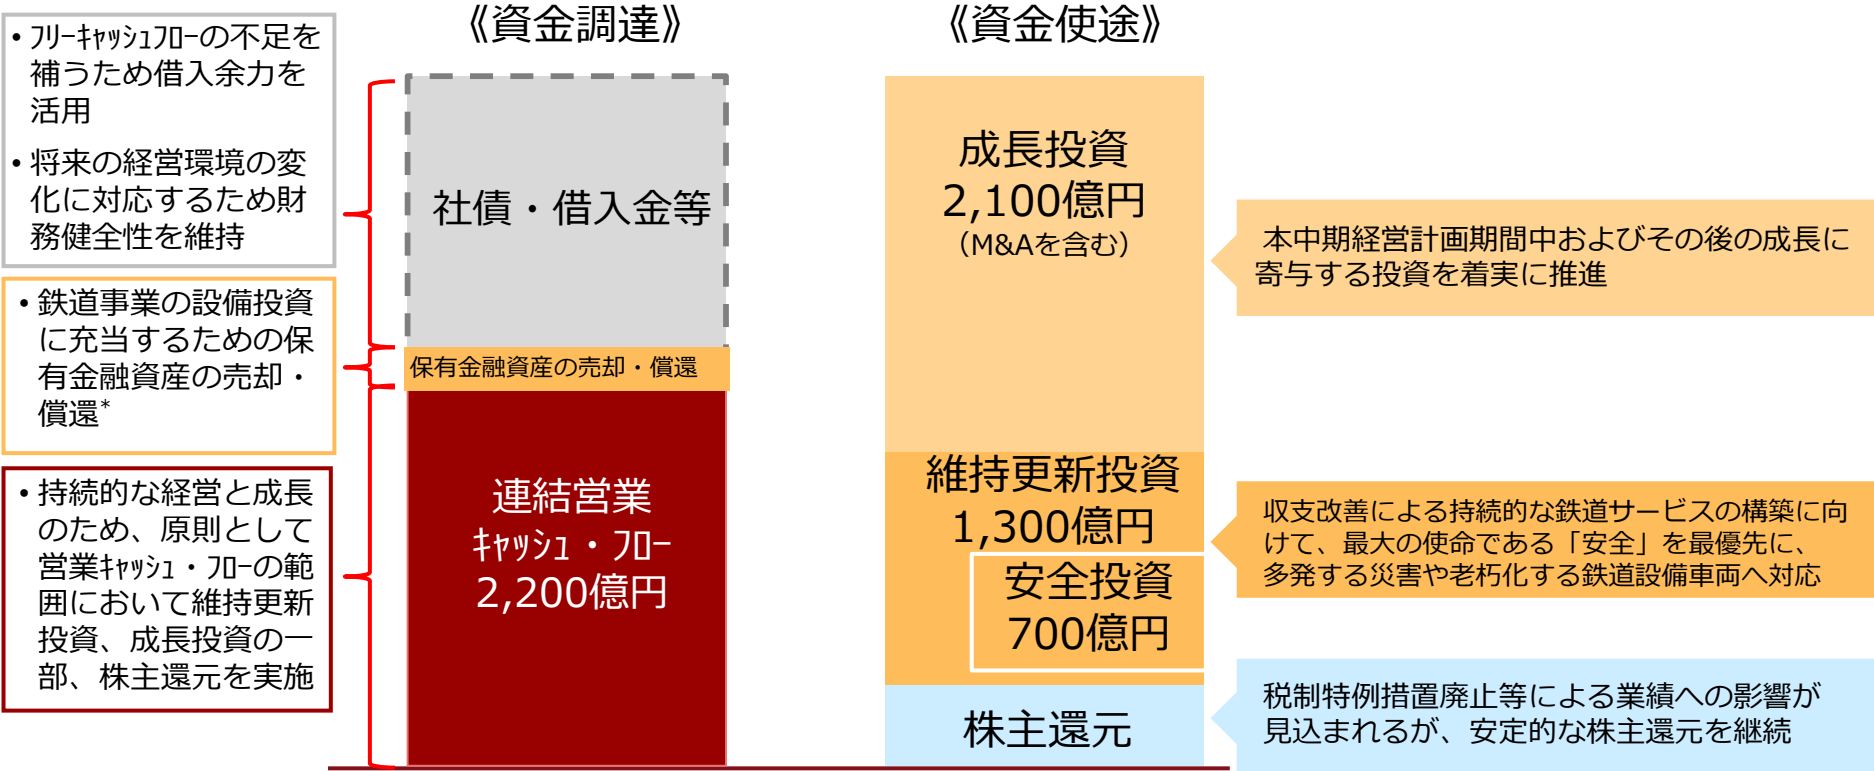 《資金調達》
《資金使途》
• ﾌﾘｰｷｬｯｼｭﾌﾛｰの不足を
補うため借入余力を
活用
• 将来の経営環境の変
化に対応するため財
務健全性を維持
• 鉄道事業の設備投資
に充当するための保
有金融資産の売却・
償還*
• 持続的な経営と成長
のため、原則として
営業ｷｬｯｼｭ・ﾌﾛｰの範
囲において維持更新
投資、成長投資の一
部、株主還元を実施
社債・借入金等
保有金融資産の売却・償還
連結営業
ｷｬｯｼｭ・ﾌﾛｰ
2,200億円
成長投資
2,100億円
（M&Aを含む）
維持更新投資
1,300億円
安全投資
700億円
株主還元
本中期経営計画期間中およびその後の成長に
寄与する投資を着実に推進
収支改善による持続的な鉄道サービスの構築に向
けて、最大の使命である「安全」を最優先に、
多発する災害や老朽化する鉄道設備車両へ対応
税制特例措置廃止等による業績への影響が
見込まれるが、安定的な株主還元を継続